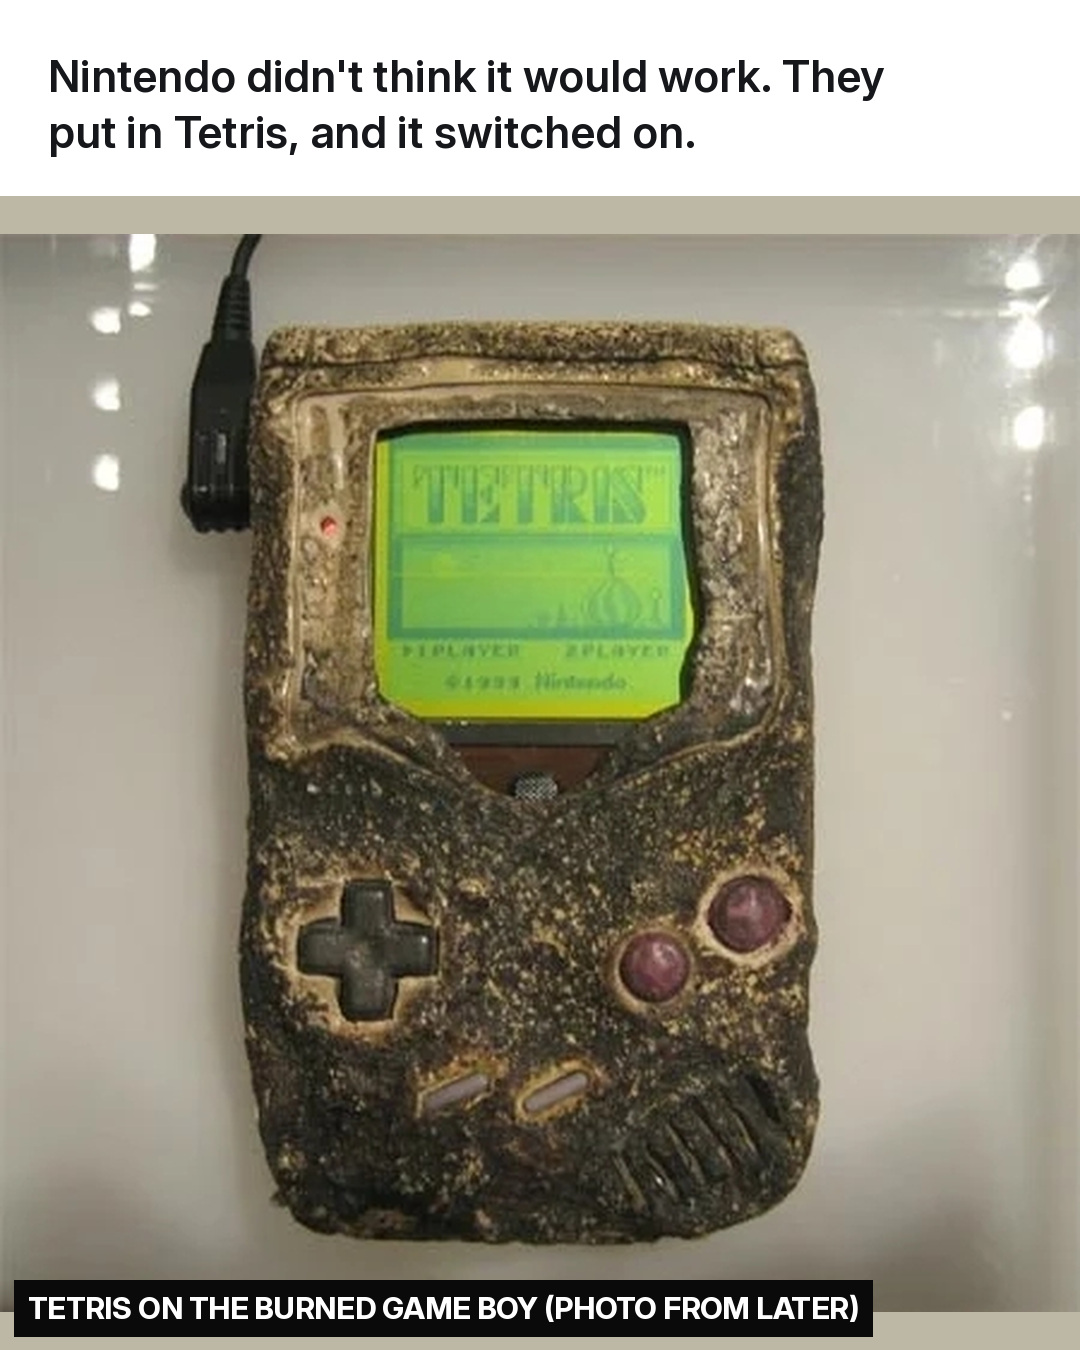 Nintendo didn't think it would work. They
put in Tetris, and it switched on.
TETRIS
1PLAYER 2PLAYER
Nintendo
TETRIS ON THE BURNED GAME BOY (PHOTO FROM LATER)